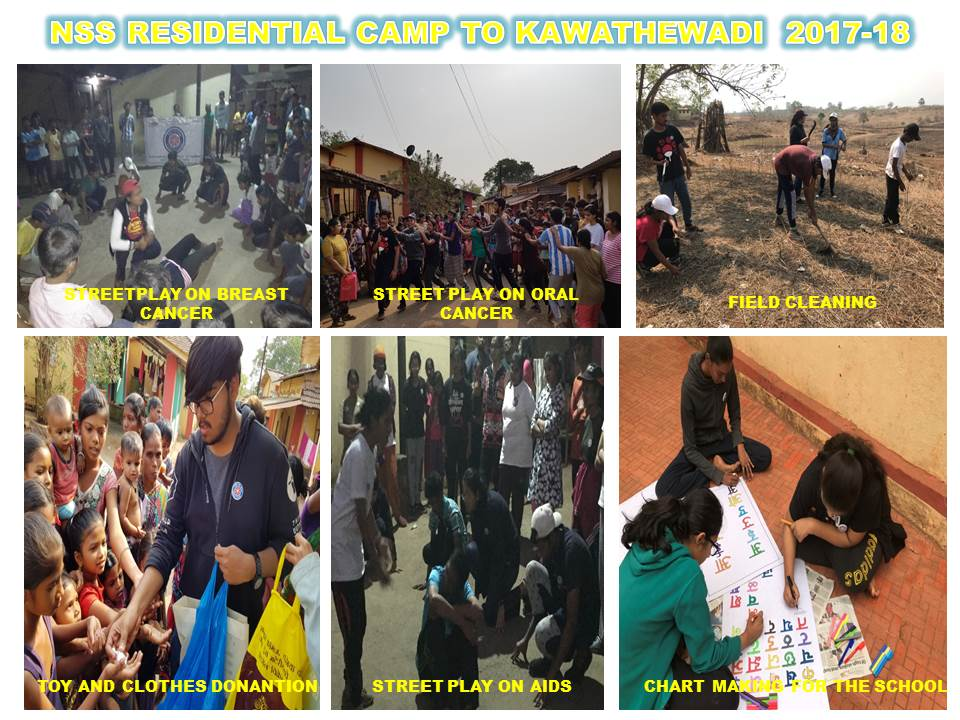 NSS RESIDENTIAL CAMP TO KAWATHEWADI 2017-18
STREETPLAY ON BREAST
CANCER
STREET PLAY ON ORAL
CANCER
FIELD CLEANING
TOY AND CLOTHES DONANTION
STREET PLAY ON AIDS
CHART MAKING FOR THE SCHOOL